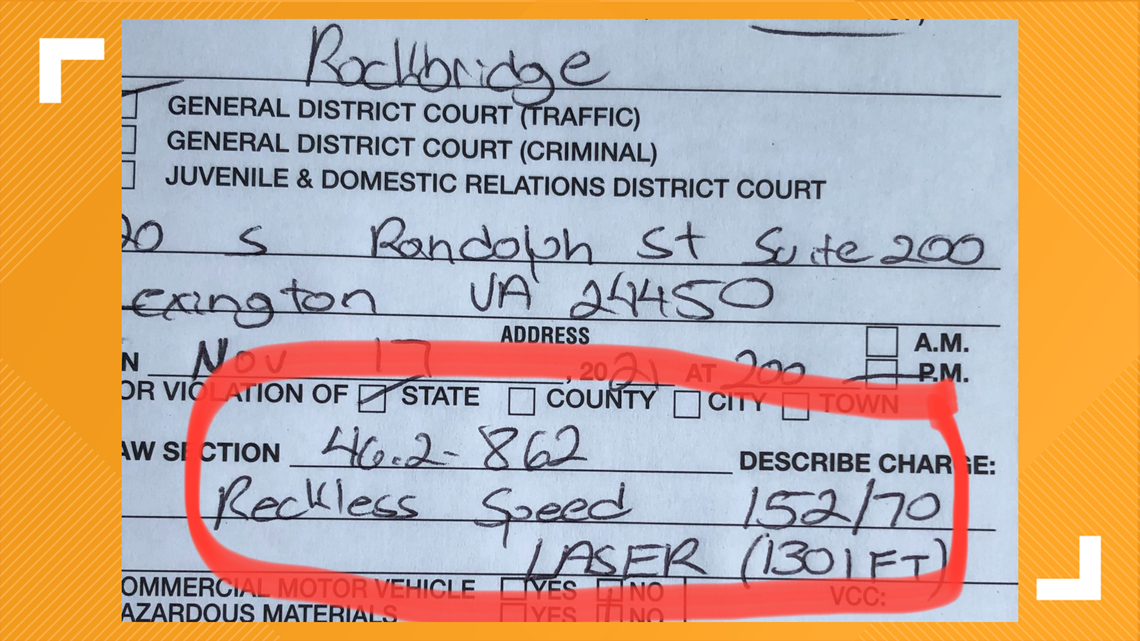 Rockbridge
GENERAL DISTRICT COURT (TRAFFIC)
GENERAL DISTRICT COURT (CRIMINAL)
JUVENILE & DOMESTIC RELATIONS DISTRICT COURT
20 S Randolph St Suite 200
exington VA 24450
ADDRESS
A.M.
N Nov 17, 2021 AT 200 P.M.
OR VIOLATION OF STATE COUNTY CITY TOWN
AW SECTION 46.2-862 DESCRIBE CHARGE:
Reckless Speed 152/70
LASER (1301 FT)
OMMERCIAL MOTOR VEHICLE YES NO VCC:
AZARDOUS MATERIALS YES NO